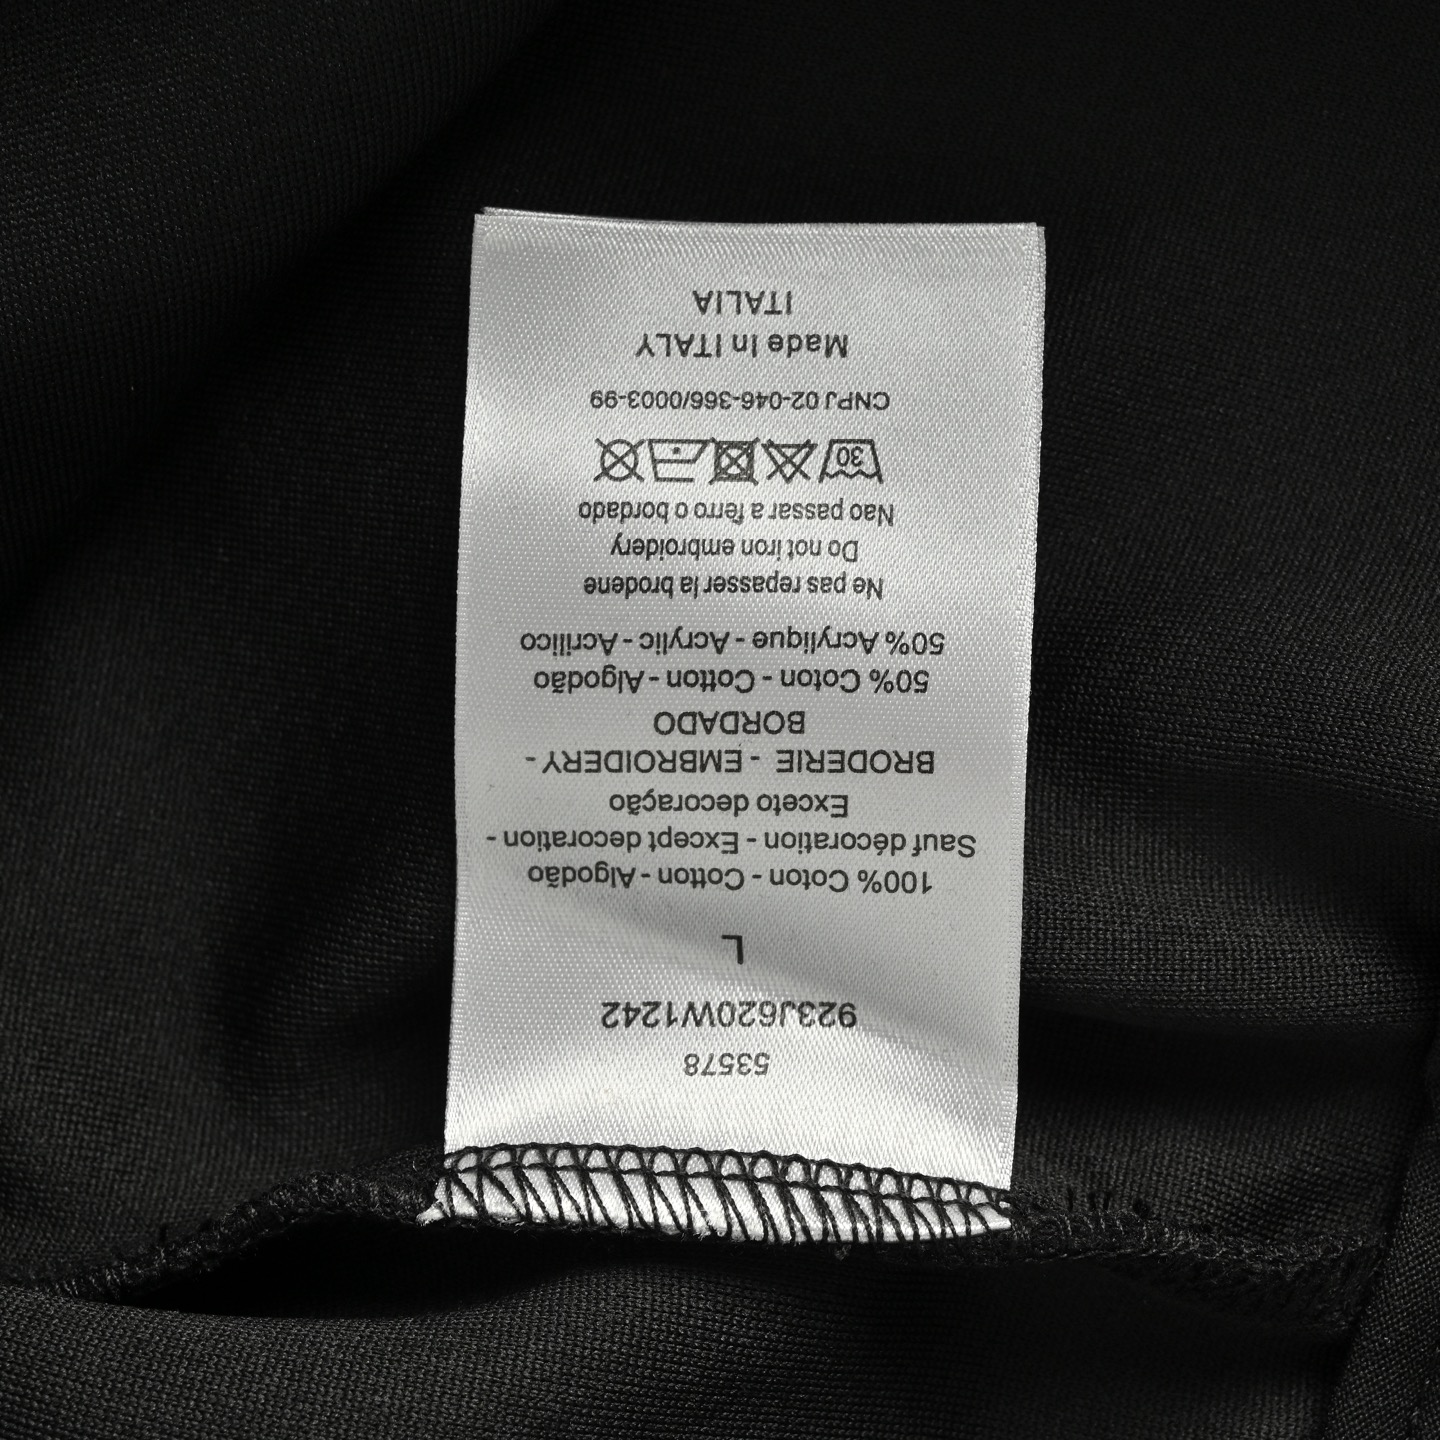 53578
923J620W1242
L
100% Coton - Cotton - Algodão
Sauf décoration - Except decoration -
Exceto decoração
BRODERIE - EMBROIDERY -
BORDADO
50% Coton - Cotton - Algodão
50% Acrylique - Acrylic - Acrilico
Ne pas repasser la brodene
Do not iron embroidery
Nao passar a ferro o bordado
30
CNPJ 02-046-366/0003-99
Made In ITALY
ITALIA